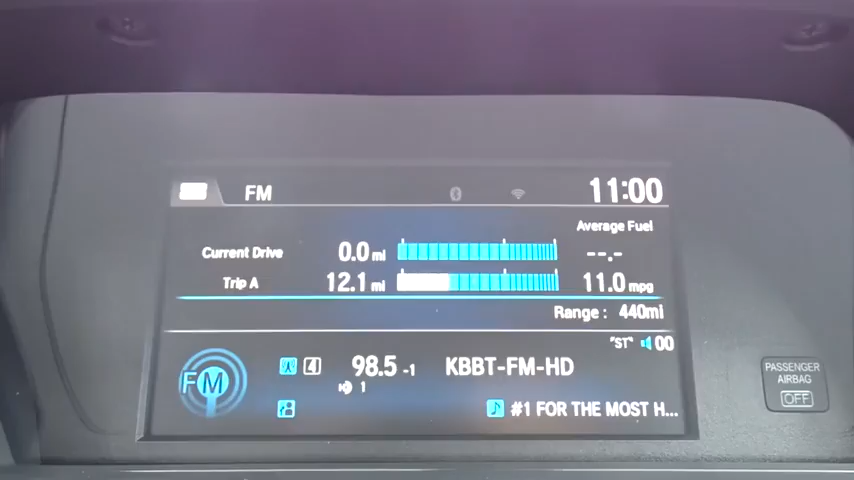 FM 11:00
Average Fuel
Current Drive 0.0 mi --.-
Trip A 12.1 mi 11.0 mpg
Range : 440mi
"ST" 00
FM 4 98.5 -1 KBBT-FM-HD
1
#1 FOR THE MOST H...
PASSENGER
AIRBAG
OFF